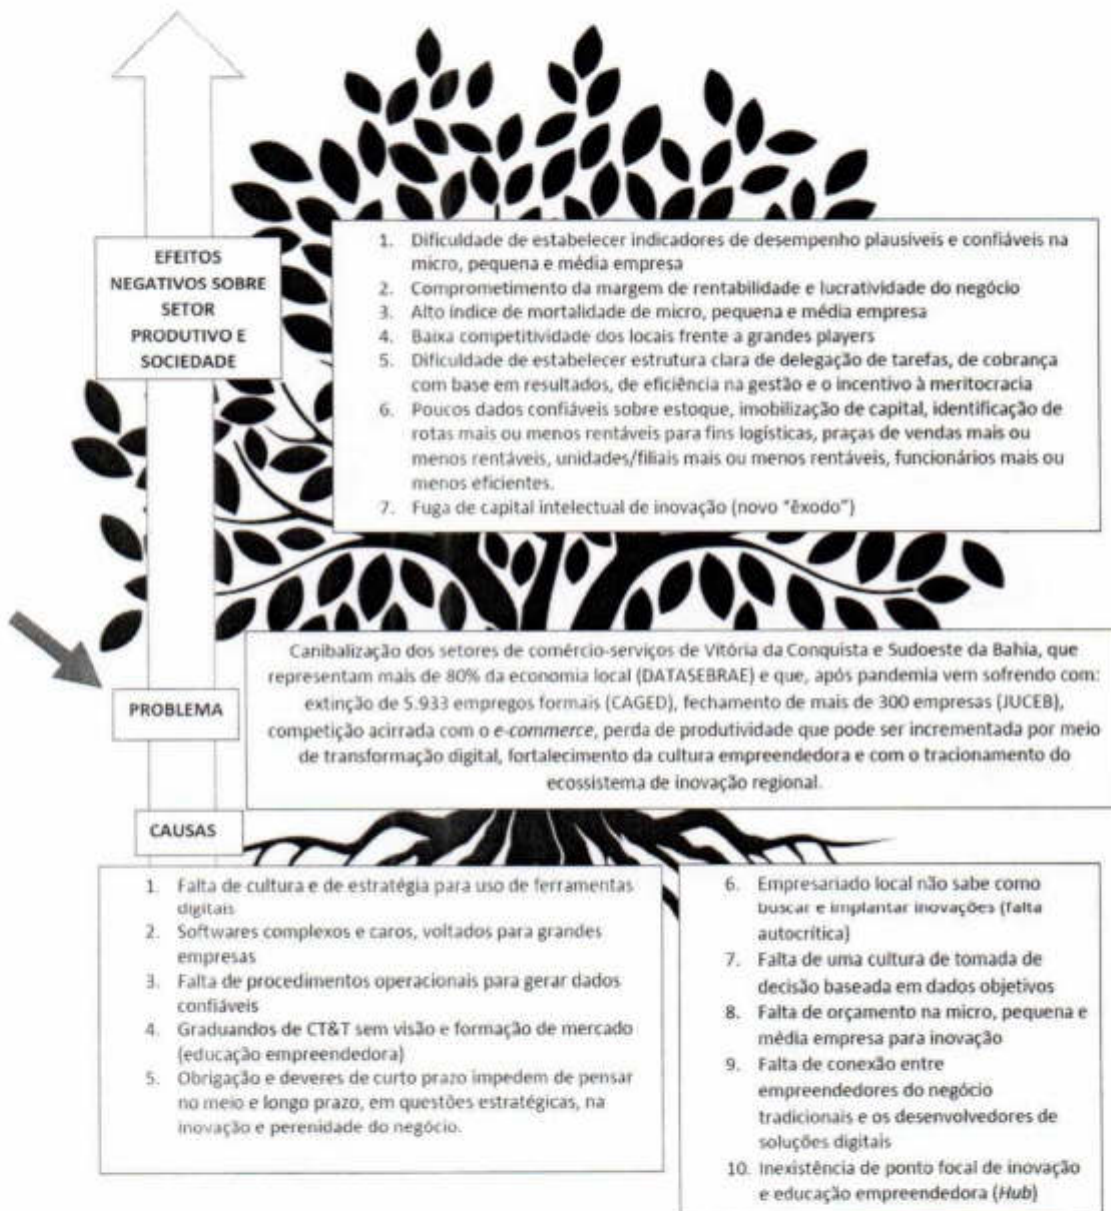 EFEITOS
NEGATIVOS SOBRE
SETOR
PRODUTIVO E
SOCIEDADE
1. Dificuldade de estabelecer indicadores de desempenho plausíveis e confiáveis na
micro, pequena e média empresa
2. Comprometimento da margem de rentabilidade e lucratividade do negócio
3. Alto índice de mortalidade de micro, pequena e média empresa
4. Baixa competitividade dos locais frente a grandes players
5. Dificuldade de estabelecer estrutura clara de delegação de tarefas, de cobrança
com base em resultados, de eficiência na gestão e o incentivo à meritocracia
6. Poucos dados confiáveis sobre estoque, imobilização de capital, identificação de
rotas mais ou menos rentáveis para fins logísticas, praças de vendas mais ou
menos rentáveis, unidades/filiais mais ou menos rentáveis, funcionários mais ou
menos eficientes.
7. Fuga de capital intelectual de inovação (novo "êxodo")
PROBLEMA
Canibalização dos setores de comércio-serviços de Vitória da Conquista e Sudoeste da Bahia, que
representam mais de 80% da economia local (DATASEBRAE) e que, após pandemia vem sofrendo com:
extinção de 5.933 empregos formais (CAGED), fechamento de mais de 300 empresas (JUCEB),
competição acirrada com o e-commerce, perda de produtividade que pode ser incrementada por meio
de transformação digital, fortalecimento da cultura empreendedora e com o tracionamento do
ecossistema de inovação regional.
CAUSAS
1. Falta de cultura e de estratégia para uso de ferramentas
digitais
2. Softwares complexos e caros, voltados para grandes
empresas
3. Falta de procedimentos operacionais para gerar dados
confiáveis
4. Graduandos de CT&T sem visão e formação de mercado
(educação empreendedora)
5. Obrigação e deveres de curto prazo impedem de pensar
no meio e longo prazo, em questões estratégicas, na
inovação e perenidade do negócio.
6. Empresariado local não sabe como
buscar e implantar inovações (falta
autocrítica)
7. Falta de uma cultura de tomada de
decisão baseada em dados objetivos
8. Falta de orçamento na micro, pequena e
média empresa para inovação
9. Falta de conexão entre
empreendedores do negócio
tradicionais e os desenvolvedores de
soluções digitais
10. Inexistência de ponto focal de inovação
e educação empreendedora (Hub)